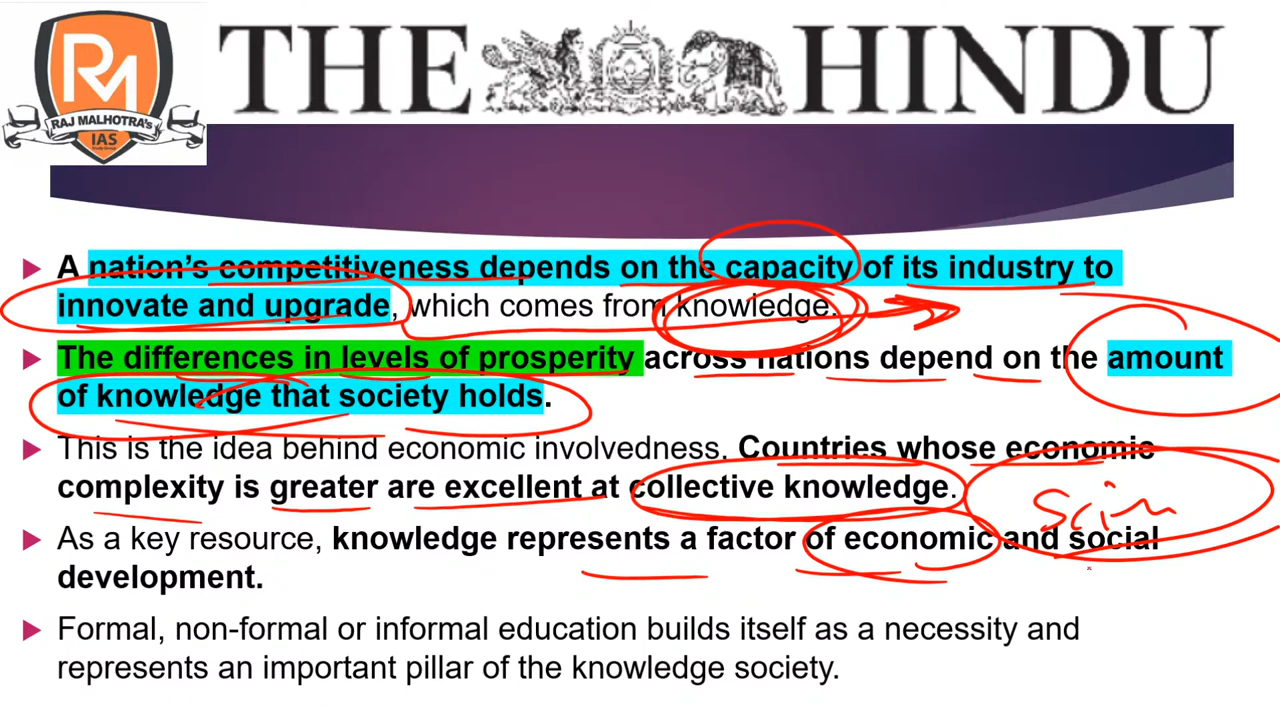 RM
RAJ MALHOTRA'S
IAS
THE HINDU
A nation's competitiveness depends on the capacity of its industry to
innovate and upgrade, which comes from knowledge.
The differences in levels of prosperity across nations depend on the amount
of knowledge that society holds.
This is the idea behind economic involvedness. Countries whose economic
complexity is greater are excellent at collective knowledge.
As a key resource, knowledge represents a factor of economic and social
development.
Formal, non-formal or informal education builds itself as a necessity and
represents an important pillar of the knowledge society.